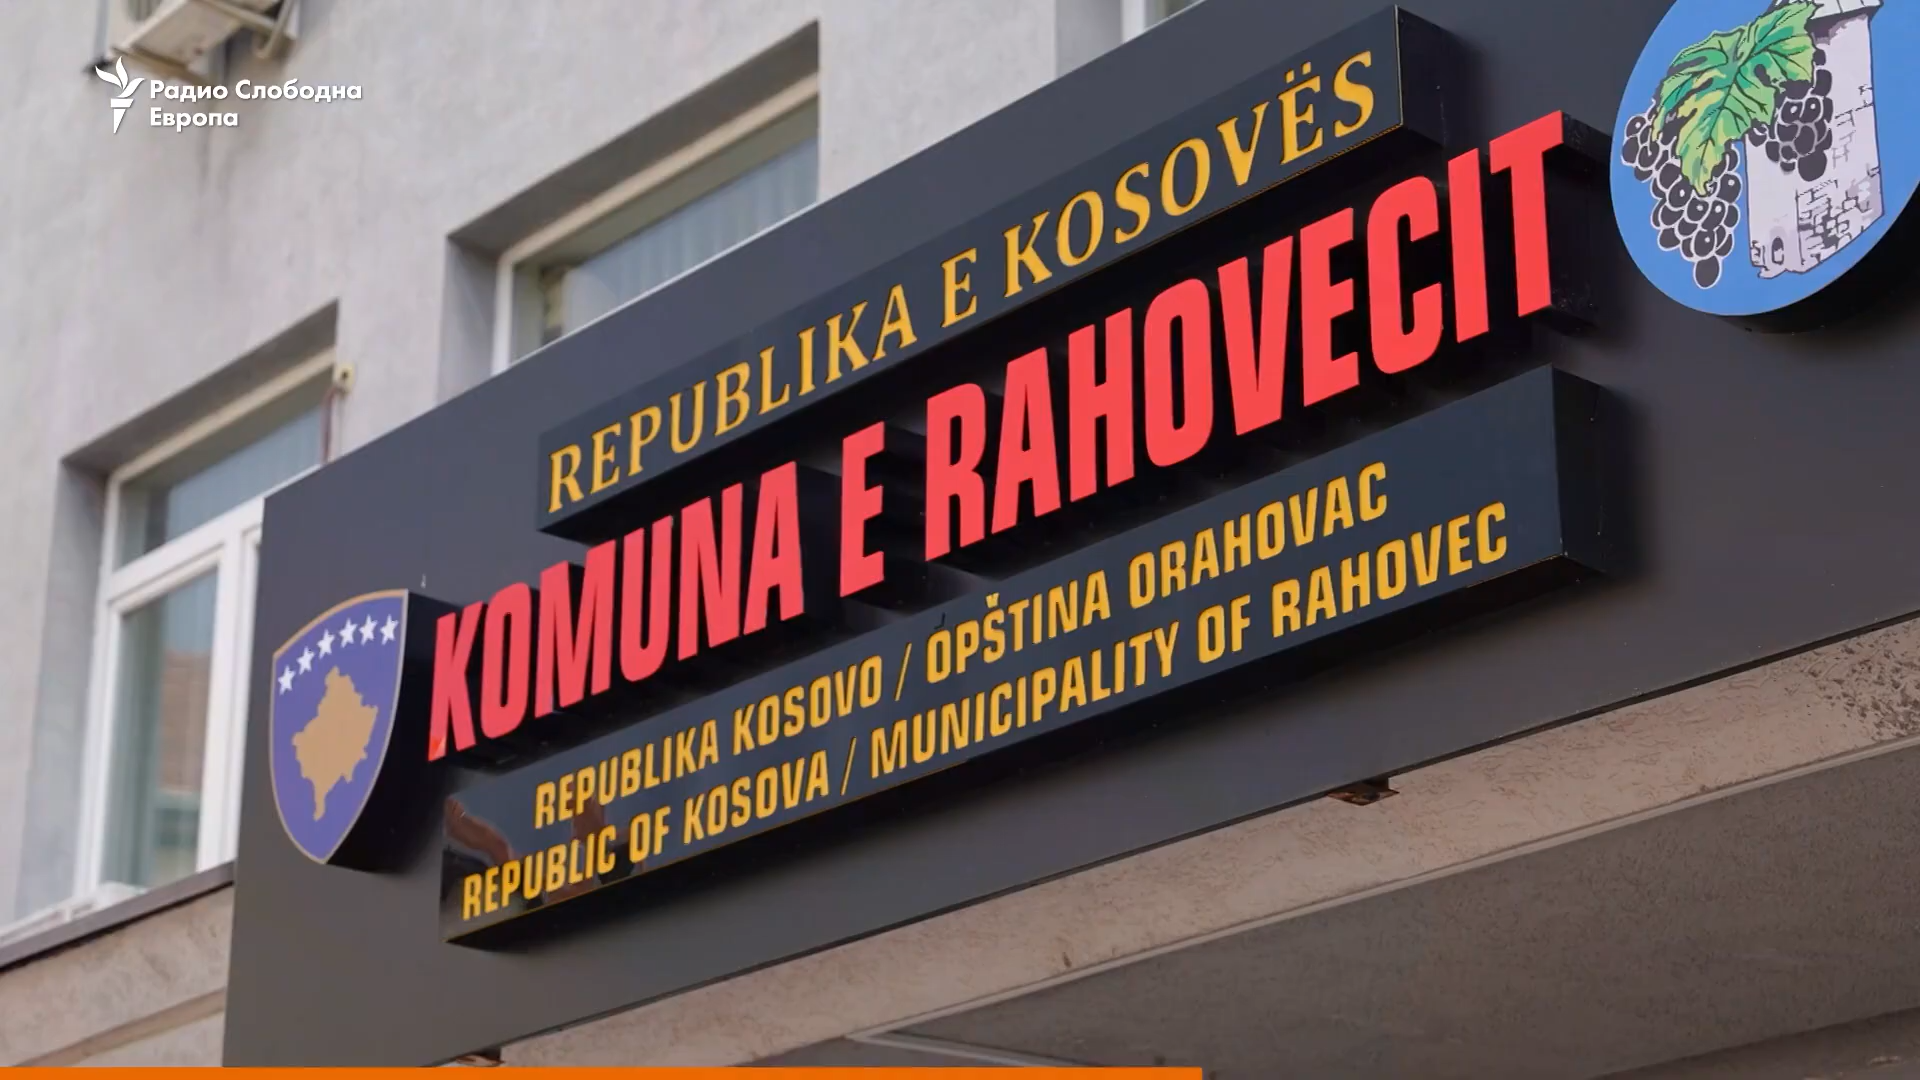 Радио Слободна
Европа
REPUBLIKA E KOSOVËS
KOMUNA E RAHOVECIT
REPUBLIKA KOSOVO / OPŠTINA ORAHOVAC
REPUBLIC OF KOSOVA / MUNICIPALITY OF RAHOVEC